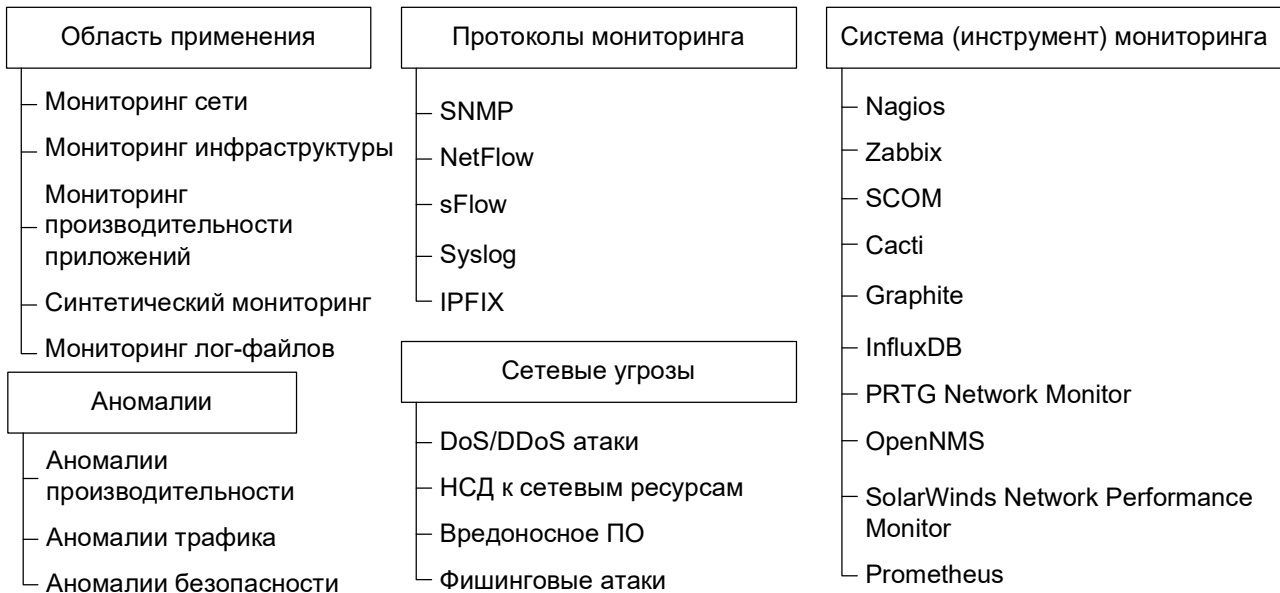 Область применения
Мониторинг сети
Мониторинг инфраструктуры
Мониторинг
производительности
приложений
Синтетический мониторинг
Мониторинг лог-файлов
Аномалии
Аномалии
производительности
Аномалии трафика
Аномалии безопасности
Протоколы мониторинга
SNMP
NetFlow
sFlow
Syslog
IPFIX
Сетевые угрозы
DoS/DDoS атаки
НСД к сетевым ресурсам
Вредоносное ПО
Фишинговые атаки
Система (инструмент) мониторинга
Nagios
Zabbix
SCOM
Cacti
Graphite
InfluxDB
PRTG Network Monitor
OpenNMS
SolarWinds Network Performance
Monitor
Prometheus